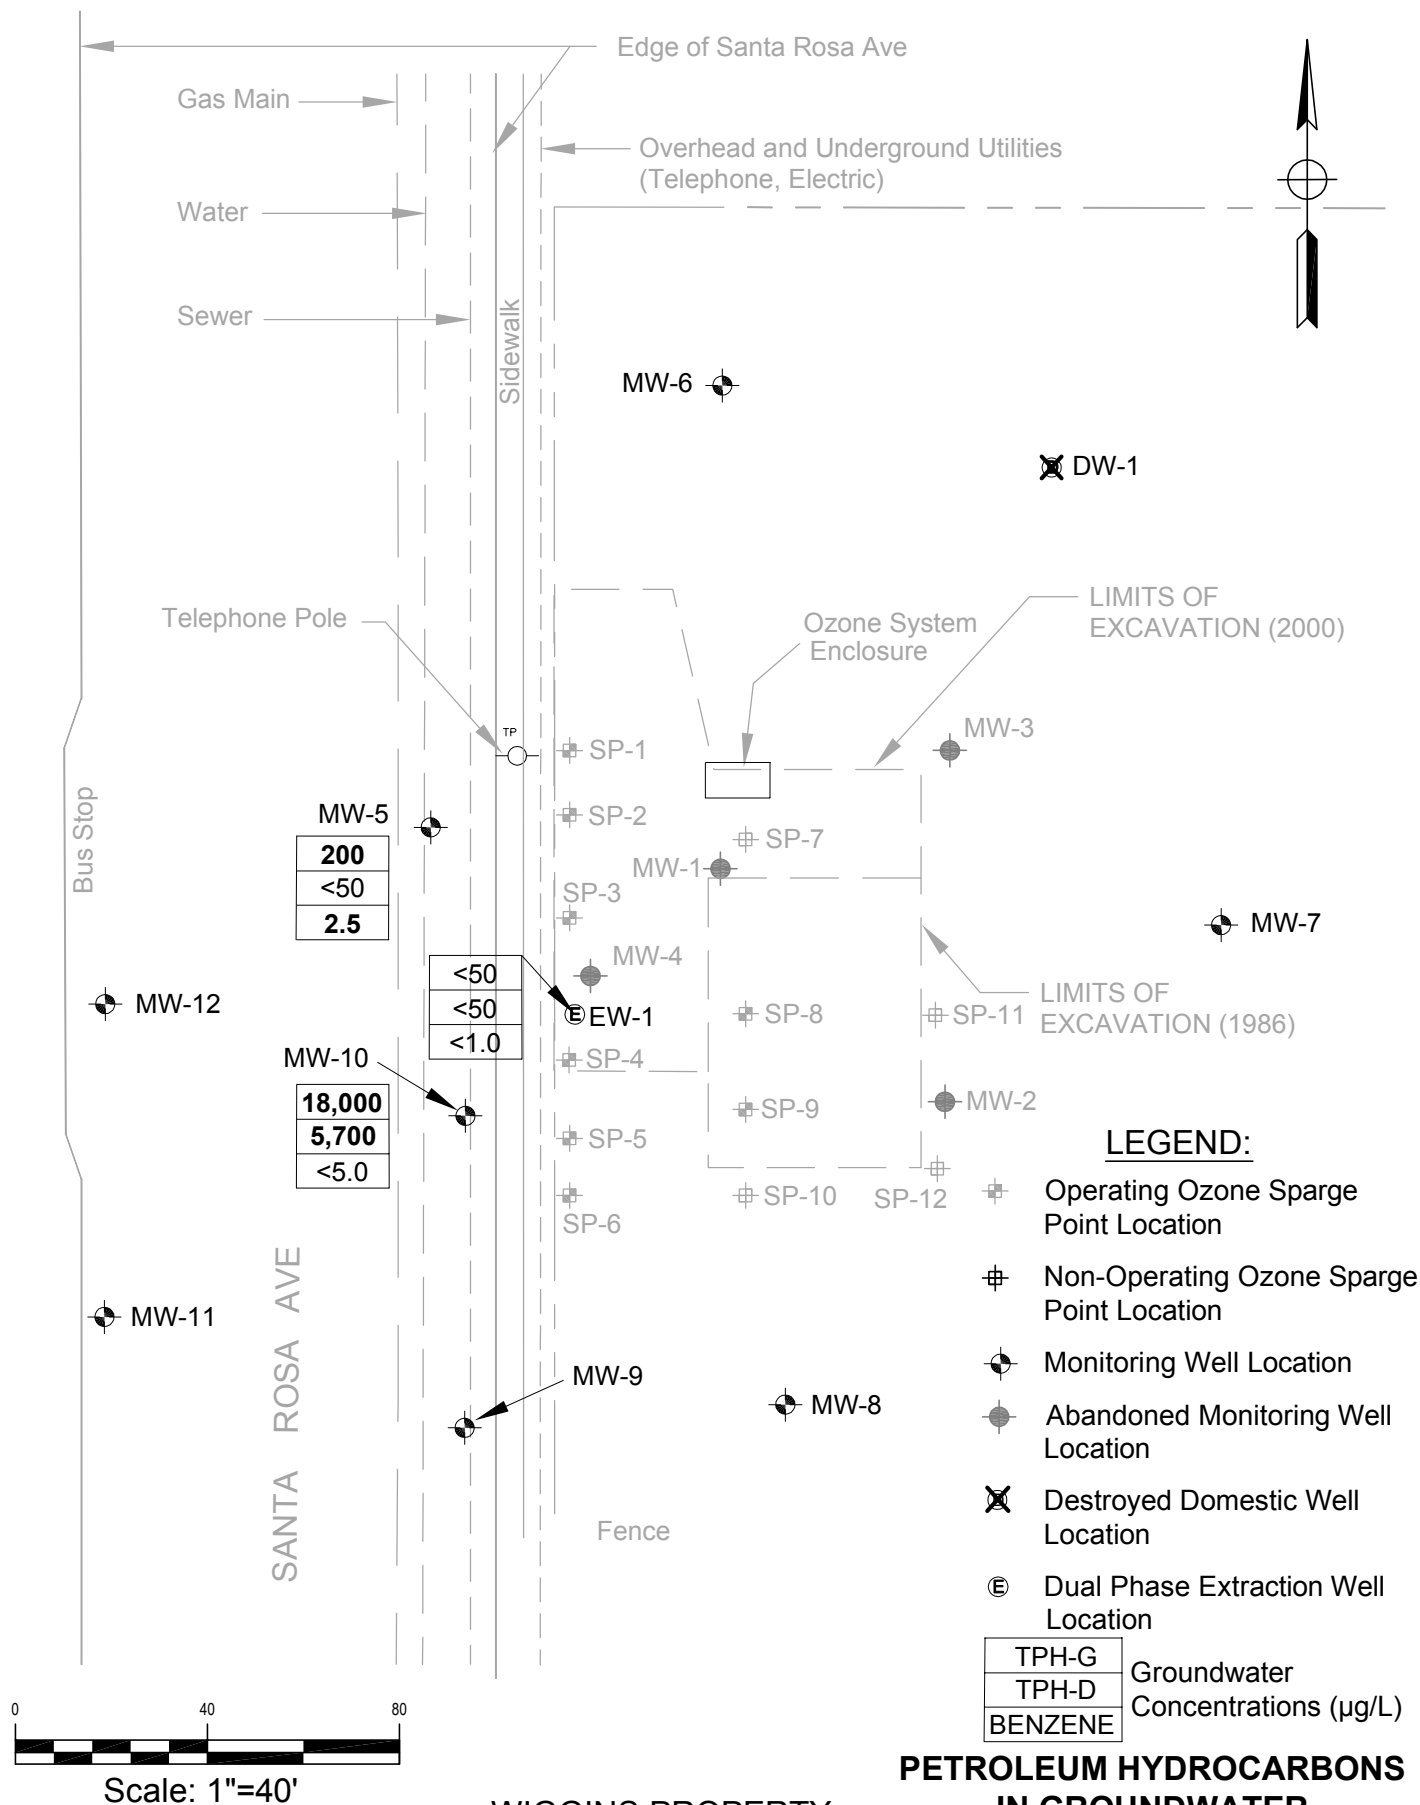 Edge of Santa Rosa Ave
Gas Main
Overhead and Underground Utilities
(Telephone, Electric)
Water
Sewer
Sidewalk
MW-6
DW-1
LIMITS OF
EXCAVATION (2000)
Telephone Pole
Ozone System
Enclosure
TP
SP-1
MW-3
Bus Stop
MW-5
200
<50
2.5
SP-2
SP-7
MW-1
SP-3
MW-7
MW-4
<50
<50
<1.0
EW-1
MW-12
SP-8
SP-11
LIMITS OF
EXCAVATION (1986)
MW-10
18,000
5,700
<5.0
SP-4
SP-9
MW-2
SP-5
SP-10
SP-12
SP-6
MW-11
SANTA ROSA AVE
MW-9
MW-8
Fence
LEGEND:
Operating Ozone Sparge
Point Location
Non-Operating Ozone Sparge
Point Location
Monitoring Well Location
Abandoned Monitoring Well
Location
Destroyed Domestic Well
Location
E
Dual Phase Extraction Well
Location
TPH-G
TPH-D
BENZENE
Groundwater
Concentrations (µg/L)
0 40 80
Scale: 1"=40'
PETROLEUM HYDROCARBONS
IN GROUNDWATER
WIGGINS PROPERTY